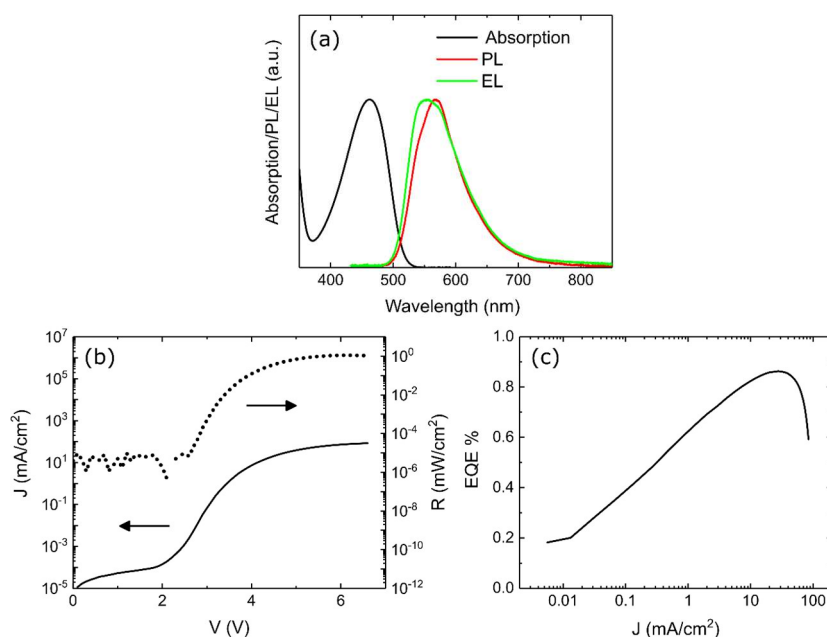 (a)
Absorption
PL
EL
Absorption/PL/EL (a.u.)
400 500 600 700 800
Wavelength (nm)
(b)
10^7
10^5
10^3
10^1
10^-1
10^-3
10^-5
J (mA/cm^2)
10^0
10^-2
10^-4
10^-6
10^-8
10^-10
10^-12
R (mW/cm^2)
0 2 4 6
V (V)
(c)
1.0
0.8
0.6
0.4
0.2
0.0
EQE %
0.01 0.1 1 10 100
J (mA/cm^2)